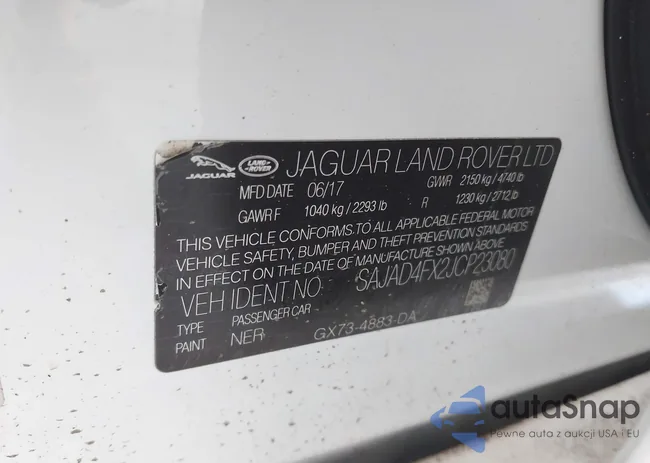 JAGUAR LAND-ROVER JAGUAR LAND ROVER LTD
MFD DATE 06/17 GVWR 2150 kg / 4740 lb
GAWR F 1040 kg / 2293 lb R 1230 kg / 2712 lb
THIS VEHICLE CONFORMS TO ALL APPLICABLE FEDERAL MOTOR
VEHICLE SAFETY, BUMPER AND THEFT PREVENTION STANDARDS
IN EFFECT ON THE DATE OF MANUFACTURE SHOWN ABOVE.
VEH IDENT NO: SAJAD4FX2JCP23080
TYPE PASSENGER CAR
PAINT NER GX73-4883-DA
autoSnap
Pewne auta z aukcji USA i EU